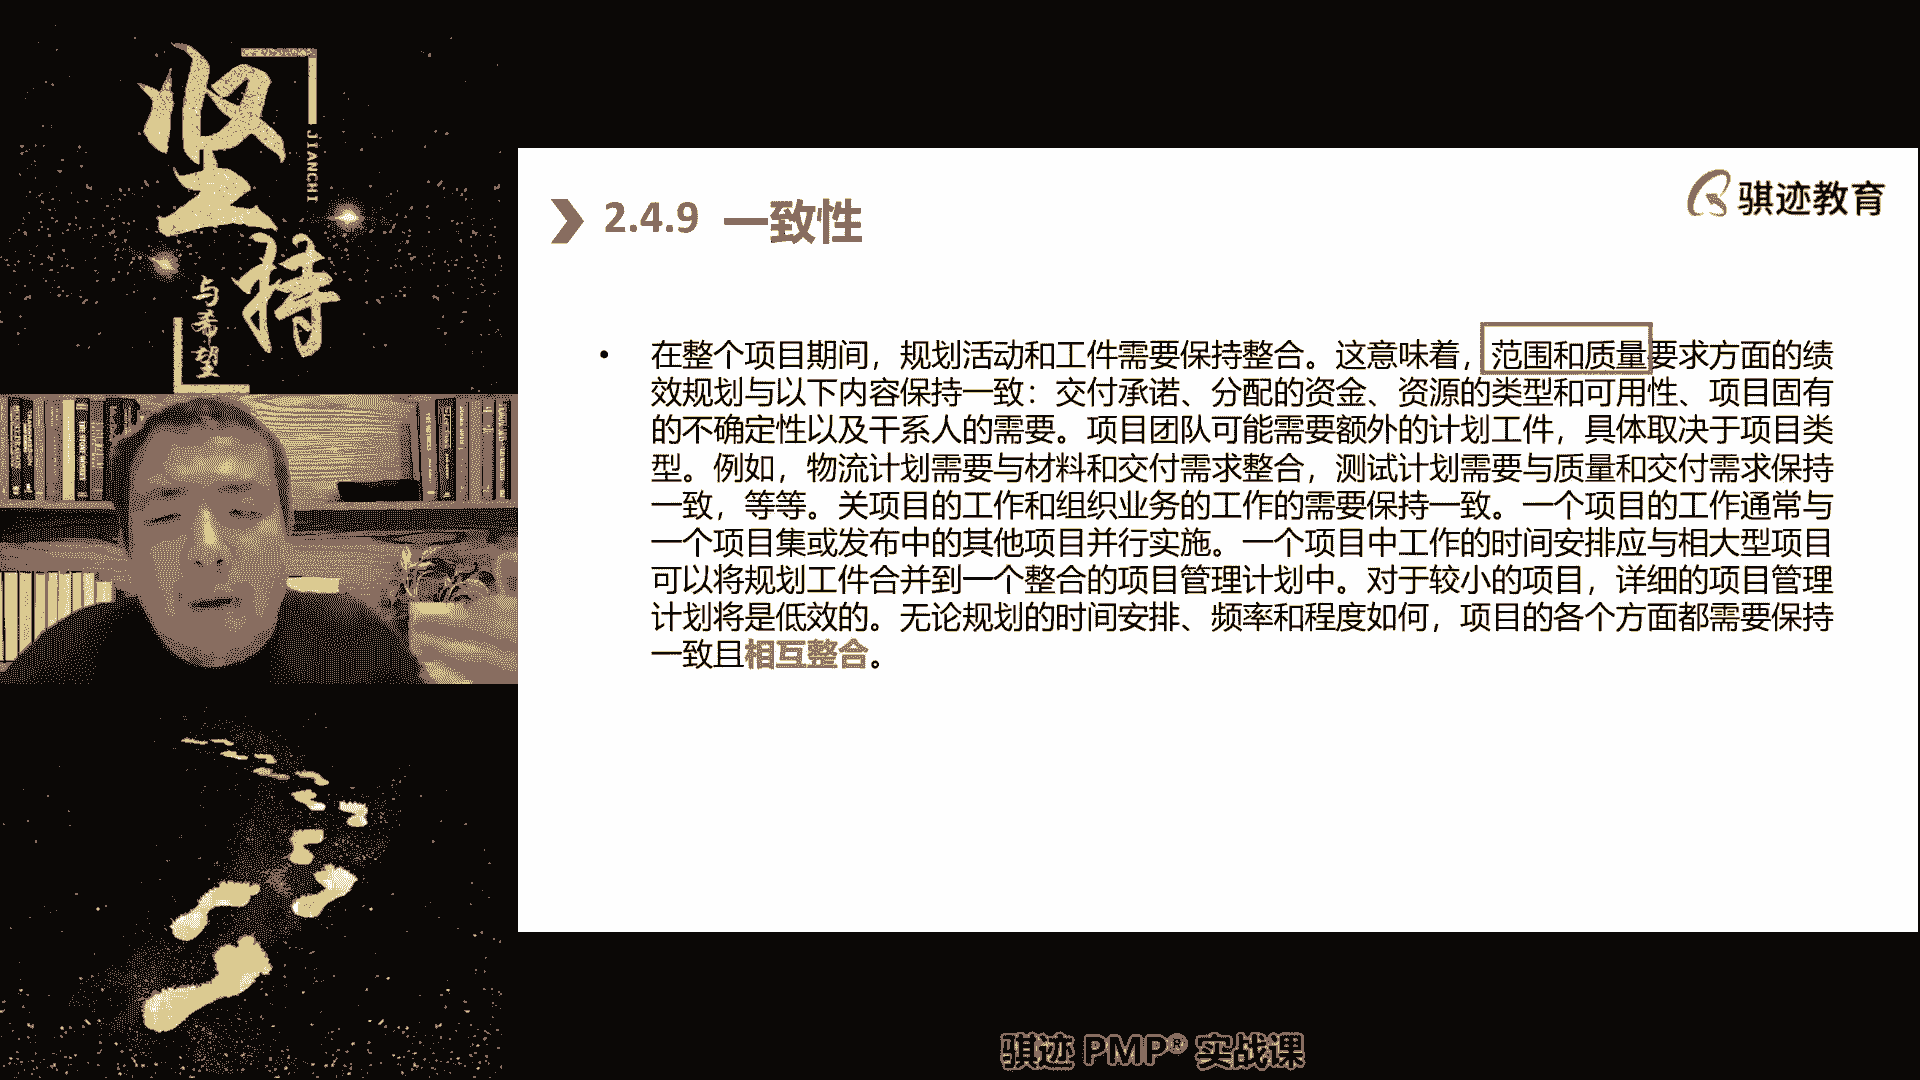 坚持
JIANCHI
与希望
骐迹教育
2.4.9 一致性
• 在整个项目期间，规划活动和工件需要保持整合。这意味着，范围和质量要求方面的绩
效规划与以下内容保持一致：交付承诺、分配的资金、资源的类型和可用性、项目固有
的不确定性以及干系人的需要。项目团队可能需要额外的计划工件，具体取决于项目类
型。例如，物流计划需要与材料和交付需求整合，测试计划需要与质量和交付需求保持
一致，等等。关项目的工作和组织业务的工作的需要保持一致。一个项目的工作通常与
一个项目集或发布中的其他项目并行实施。一个项目中工作的时间安排应与相大型项目
可以将规划工件合并到一个整合的项目管理计划中。对于较小的项目，详细的项目管理
计划将是低效的。无论规划的时间安排、频率和程度如何，项目的各个方面都需要保持
一致且相互整合。
骐迹 PMP® 实战课